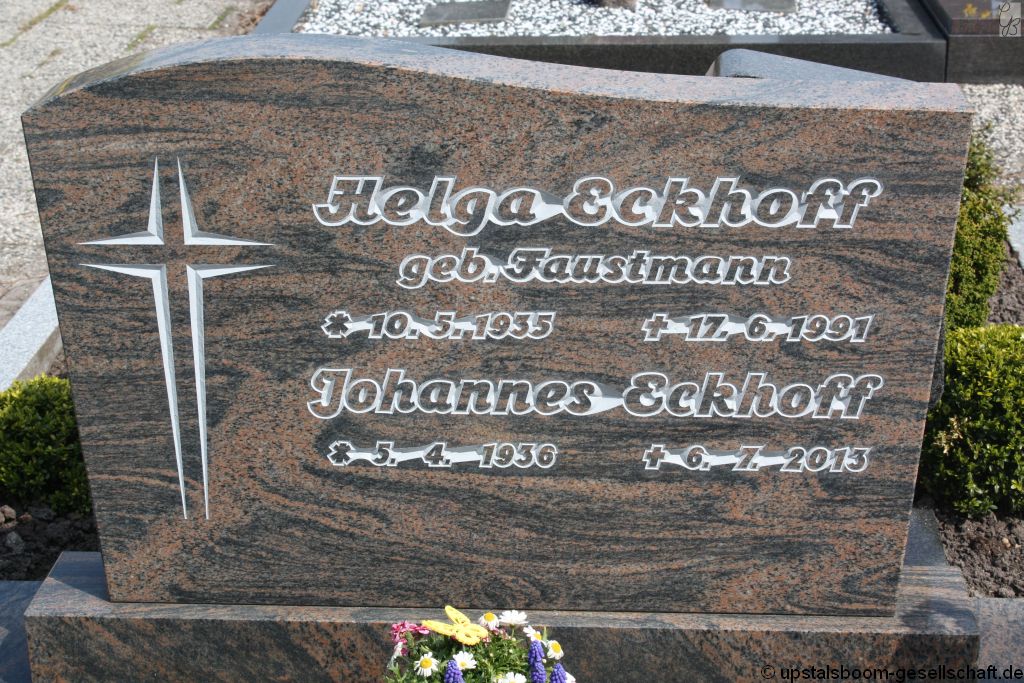 Helga Eckhoff
geb. Faustmann
* 10. 5. 1935 † 17. 6. 1991
Johannes Eckhoff
* 5. 4. 1936 † 6. 7. 2013
© upstalsboom-gesellschaft.de